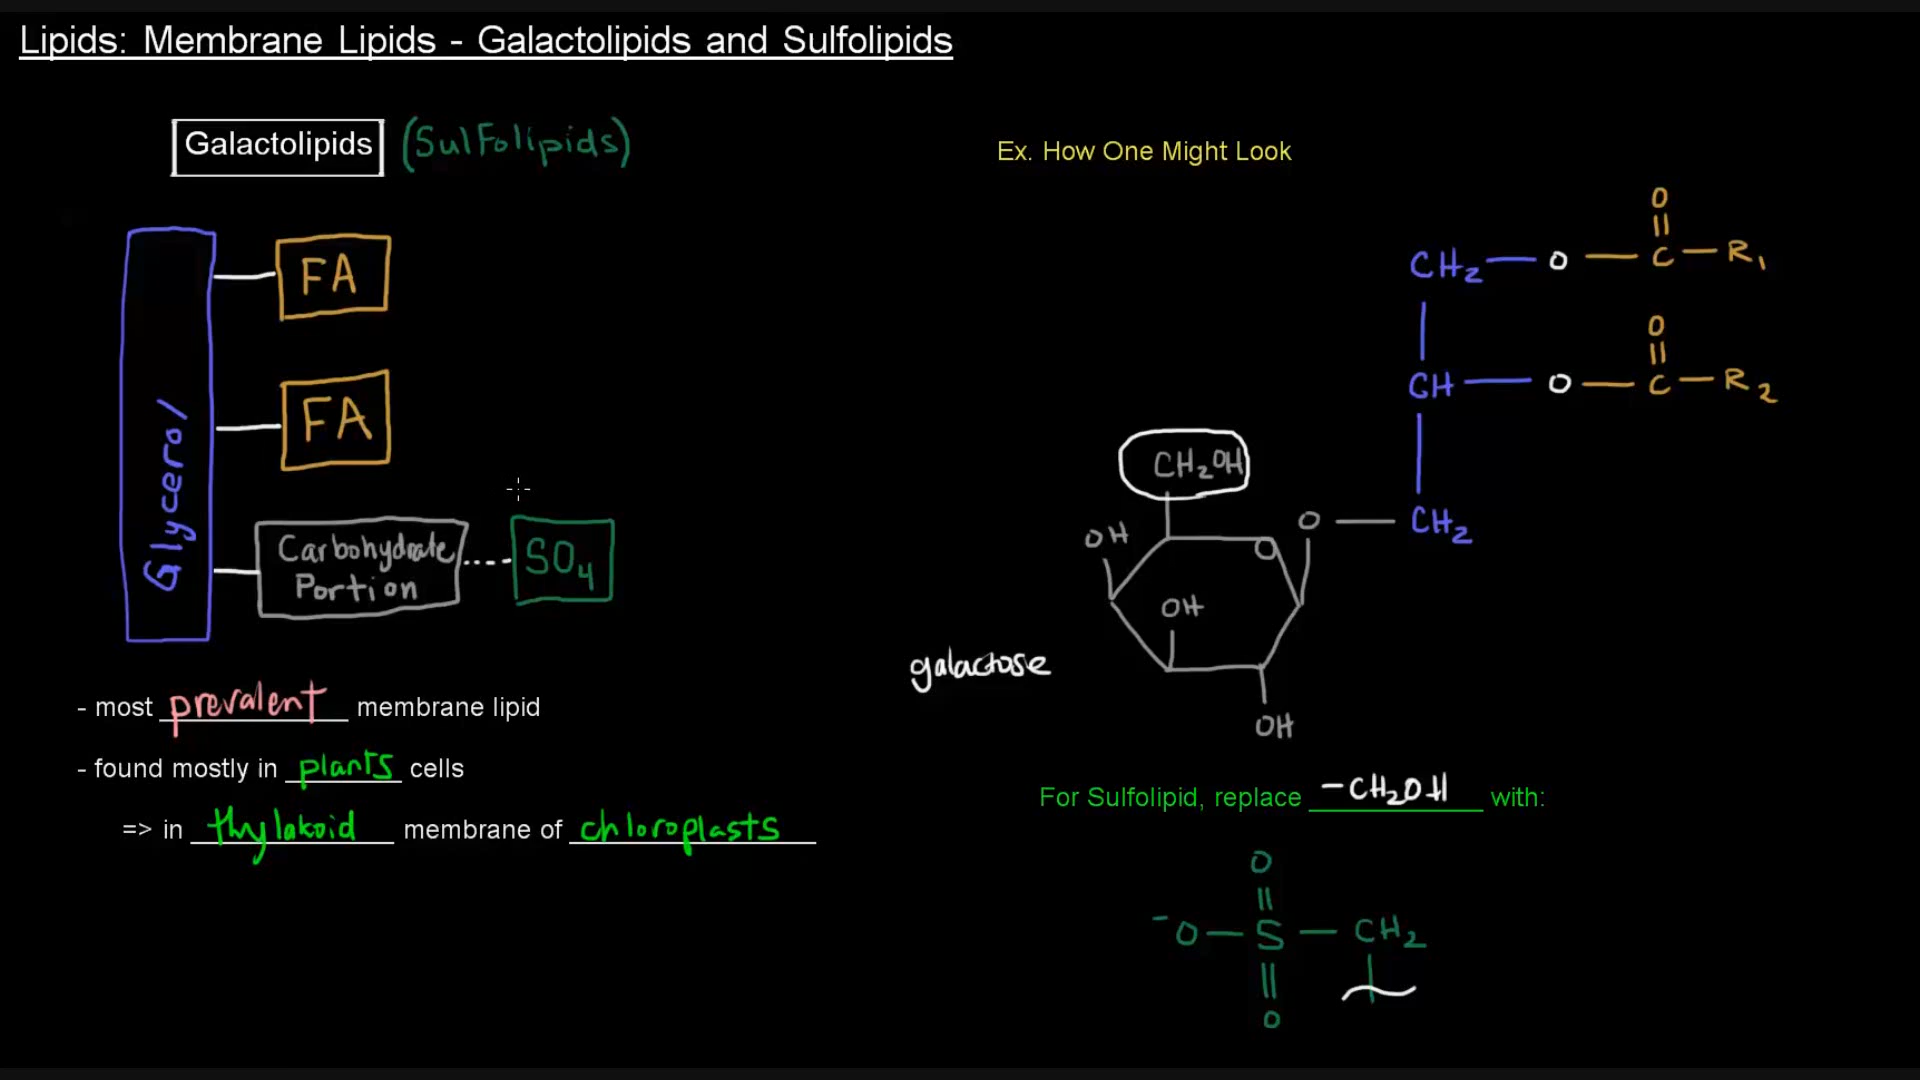 Lipids: Membrane Lipids - Galactolipids and Sulfolipids
Galactolipids (Sulfolipids)
Glycerol
FA
FA
Carbohydrate
Portion
SO4
- most prevalent membrane lipid
- found mostly in plants cells
=> in thylakoid membrane of chloroplasts
Ex. How One Might Look
O
CH2 O C R1
O
CH O C R2
CH2OH
OH O O CH2
OH
galactose
OH
For Sulfolipid, replace -CH2OH with:
O
-O S CH2
O